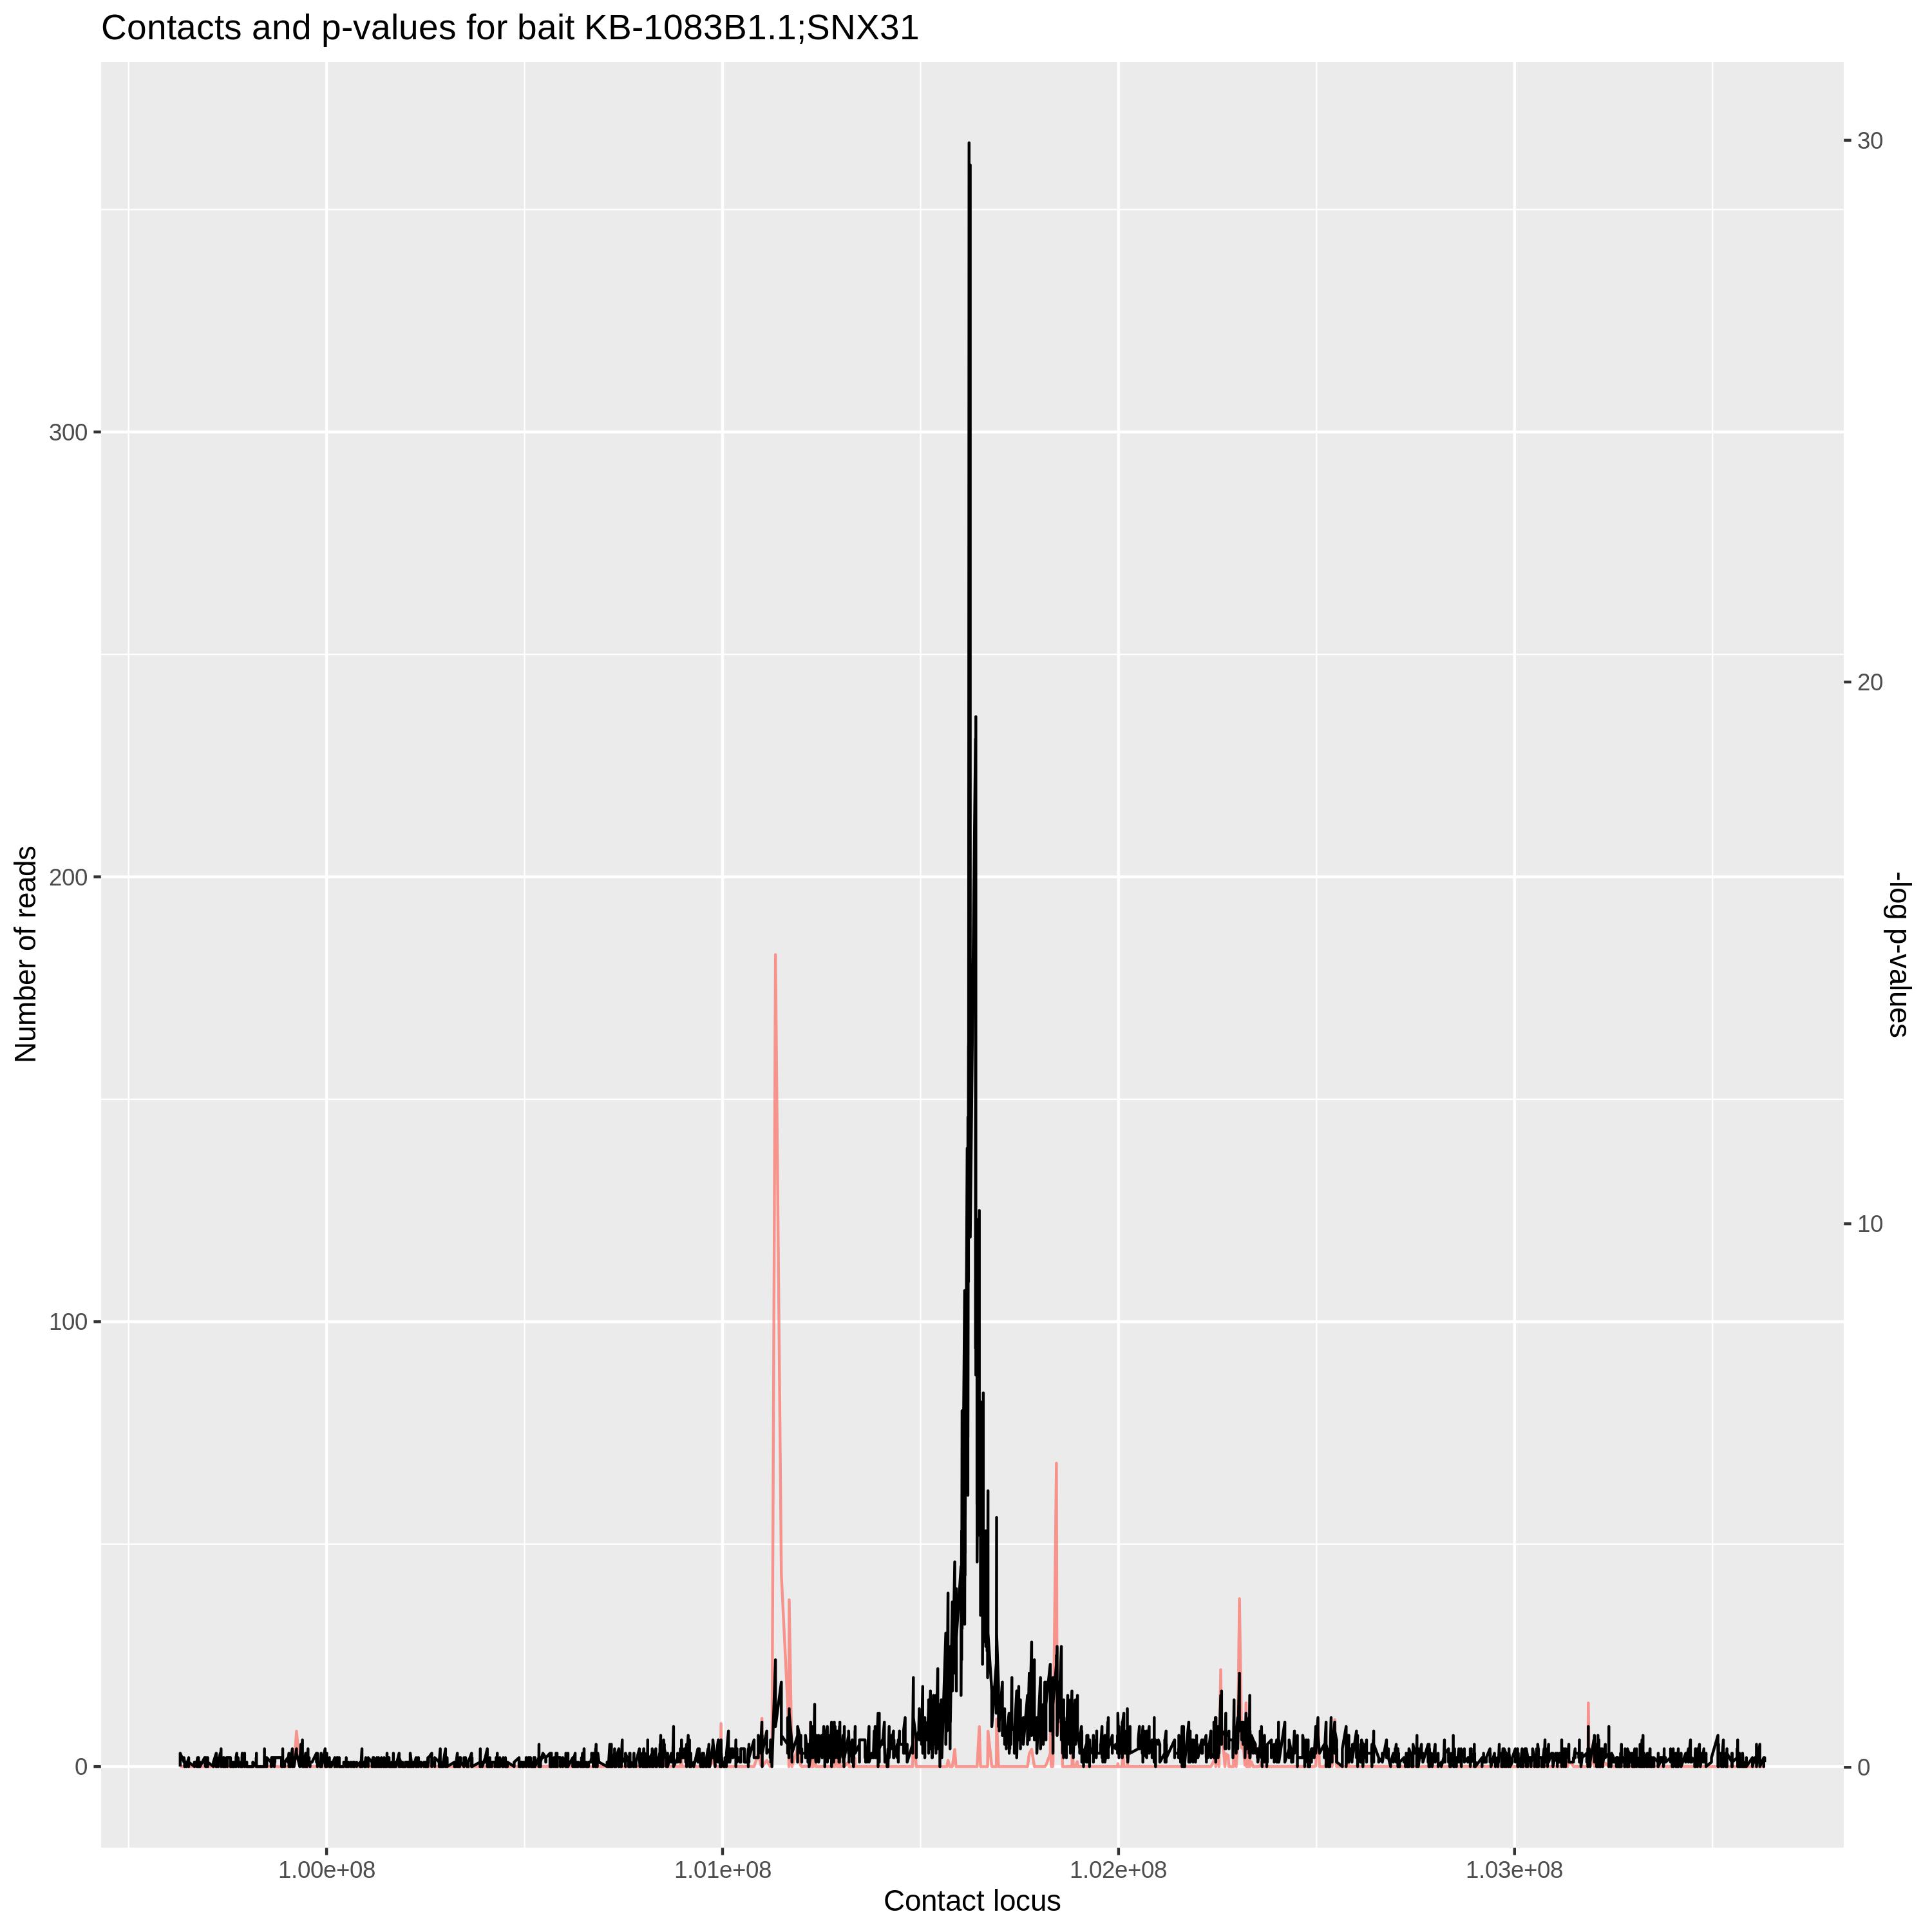 Contacts and p-values for bait KB-1083B1.1;SNX31
30
300
20
200
Number of reads
-log p-values
10
100
0
0
1.00e+08
1.01e+08
1.02e+08
1.03e+08
Contact locus